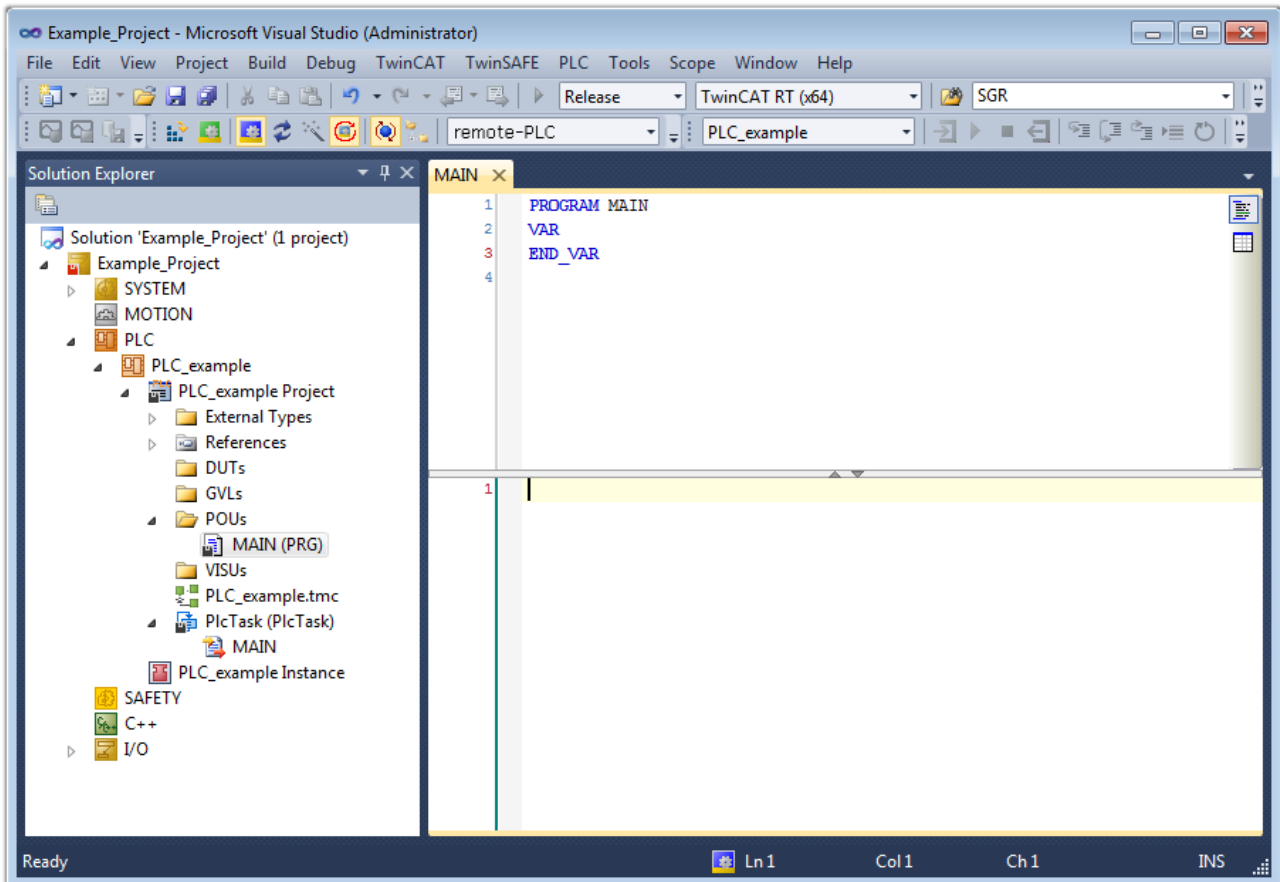 Example_Project - Microsoft Visual Studio (Administrator)
File Edit View Project Build Debug TwinCAT TwinSAFE PLC Tools Scope Window Help
Release TwinCAT RT (x64) SGR
remote-PLC PLC_example
Solution Explorer
MAIN
Solution 'Example_Project' (1 project)
Example_Project
SYSTEM
MOTION
PLC
PLC_example
PLC_example Project
External Types
References
DUTs
GVLs
POUs
MAIN (PRG)
VISUs
PLC_example.tmc
PlcTask (PlcTask)
MAIN
PLC_example Instance
SAFETY
C++
I/O
1 PROGRAM MAIN
2 VAR
3 END_VAR
4
1
Ready Ln 1 Col 1 Ch 1 INS